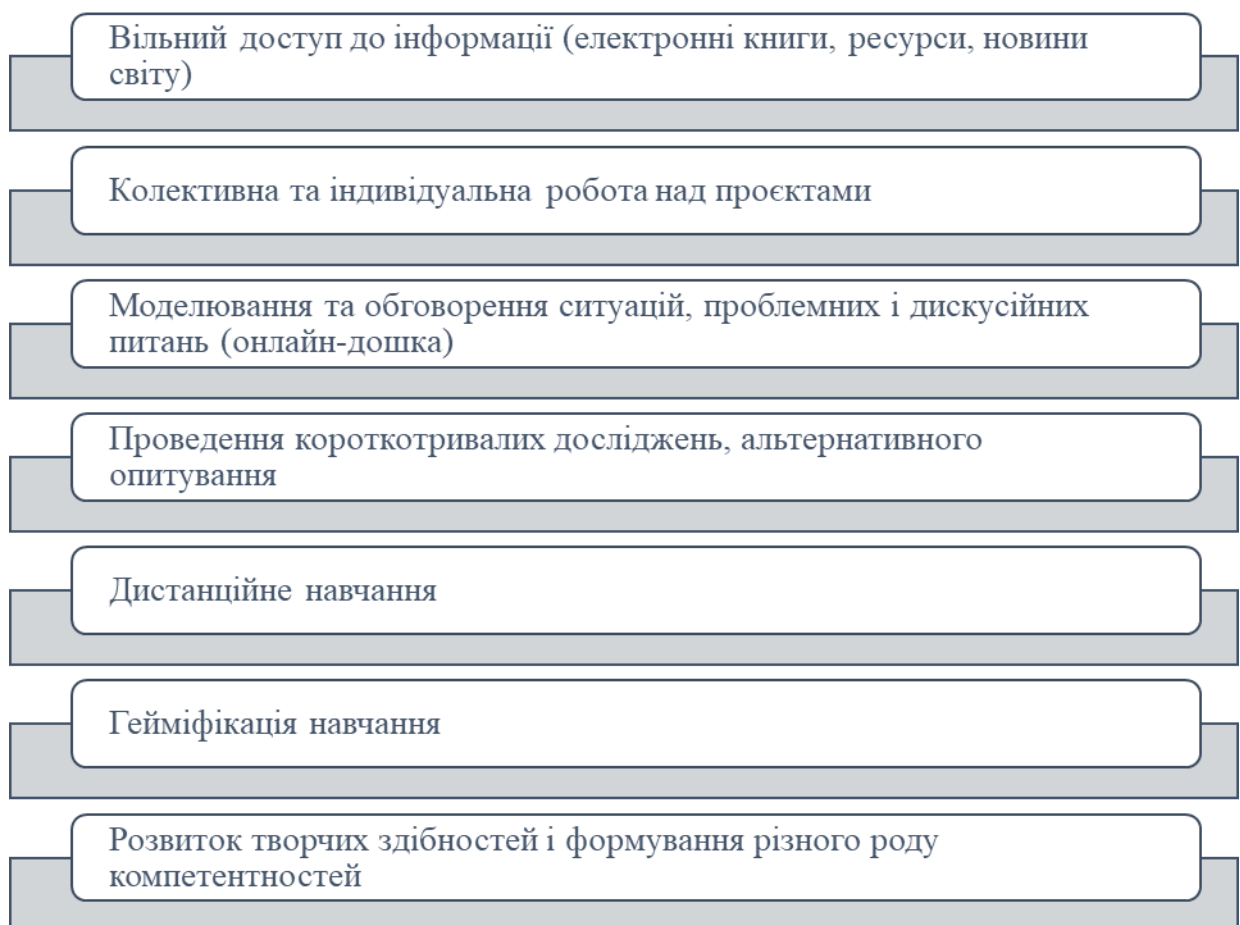 Вільний доступ до інформації (електронні книги, ресурси, новини
світу)
Колективна та індивідуальна робота над проєктами
Моделювання та обговорення ситуацій, проблемних і дискусійних
питань (онлайн-дошка)
Проведення короткотривалих досліджень, альтернативного
опитування
Дистанційне навчання
Гейміфікація навчання
Розвиток творчих здібностей і формування різного роду
компетентностей